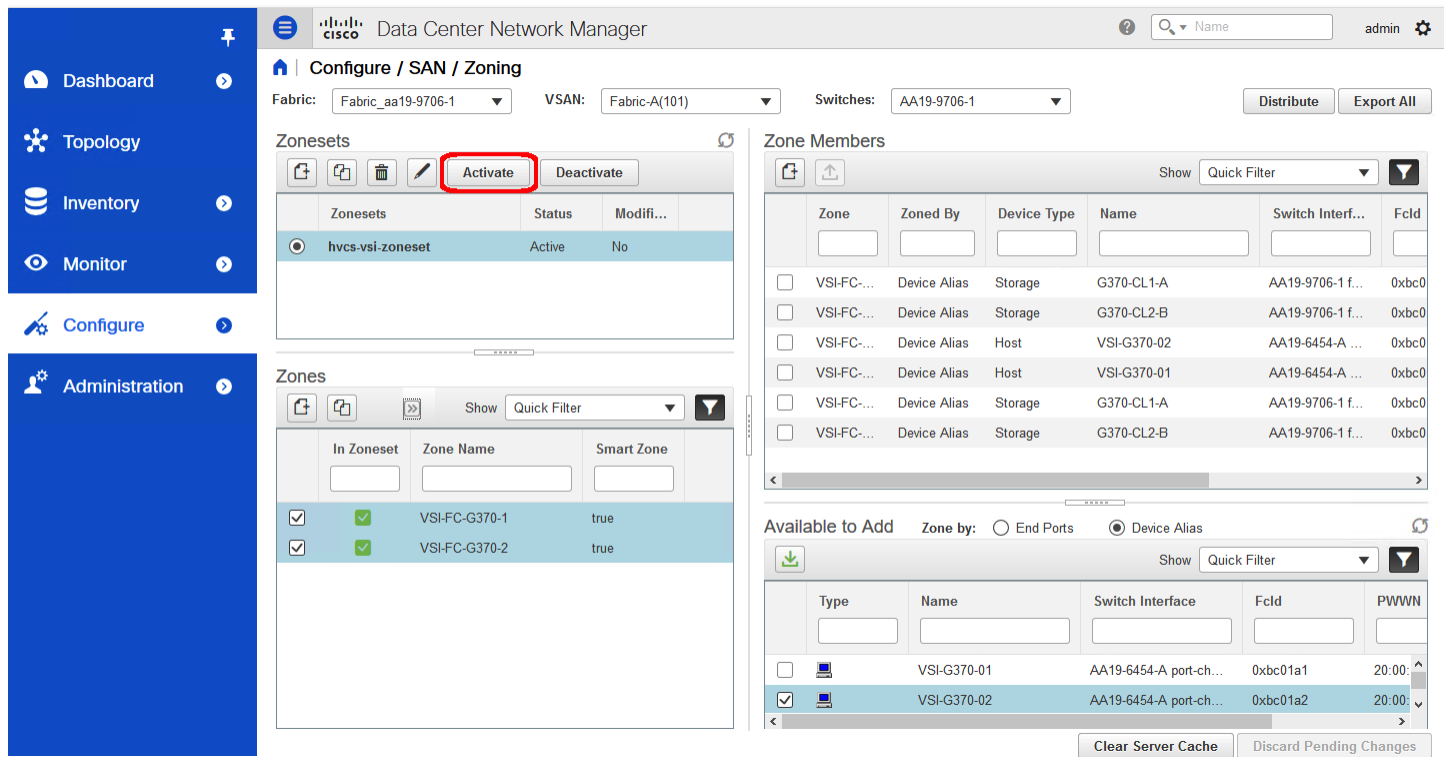 cisco Data Center Network Manager
? Name admin
Dashboard
Topology
Inventory
Monitor
Configure
Administration
Configure / SAN / Zoning
Fabric: Fabric_aa19-9706-1 VSAN: Fabric-A(101) Switches: AA19-9706-1 Distribute Export All
Zonesets
Activate Deactivate
Zonesets Status Modifi...
hvcs-vsi-zoneset Active No
Zones
Show Quick Filter
In Zoneset Zone Name Smart Zone
VSI-FC-G370-1 true
VSI-FC-G370-2 true
Zone Members
Show Quick Filter
Zone Zoned By Device Type Name Switch Interf... FcId
VSI-FC-... Device Alias Storage G370-CL1-A AA19-9706-1 f... 0xbc0
VSI-FC-... Device Alias Storage G370-CL2-B AA19-9706-1 f... 0xbc0
VSI-FC-... Device Alias Host VSI-G370-02 AA19-6454-A ... 0xbc0
VSI-FC-... Device Alias Host VSI-G370-01 AA19-6454-A ... 0xbc0
VSI-FC-... Device Alias Storage G370-CL1-A AA19-9706-1 f... 0xbc0
VSI-FC-... Device Alias Storage G370-CL2-B AA19-9706-1 f... 0xbc0
Available to Add Zone by: End Ports Device Alias
Show Quick Filter
Type Name Switch Interface FcId PWWN
VSI-G370-01 AA19-6454-A port-ch... 0xbc01a1 20:00:
VSI-G370-02 AA19-6454-A port-ch... 0xbc01a2 20:00:
Clear Server Cache Discard Pending Changes